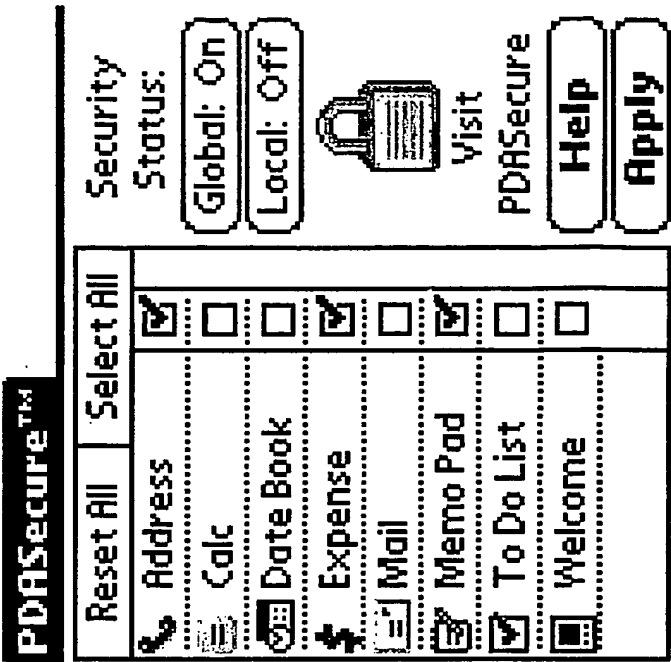 PDASecure™
Reset All
Select All
Address
Calc
Date Book
Expense
Mail
Memo Pad
To Do List
Welcome
Security
Status:
Global: On
Local: Off
Visit
PDASecure
Help
Apply